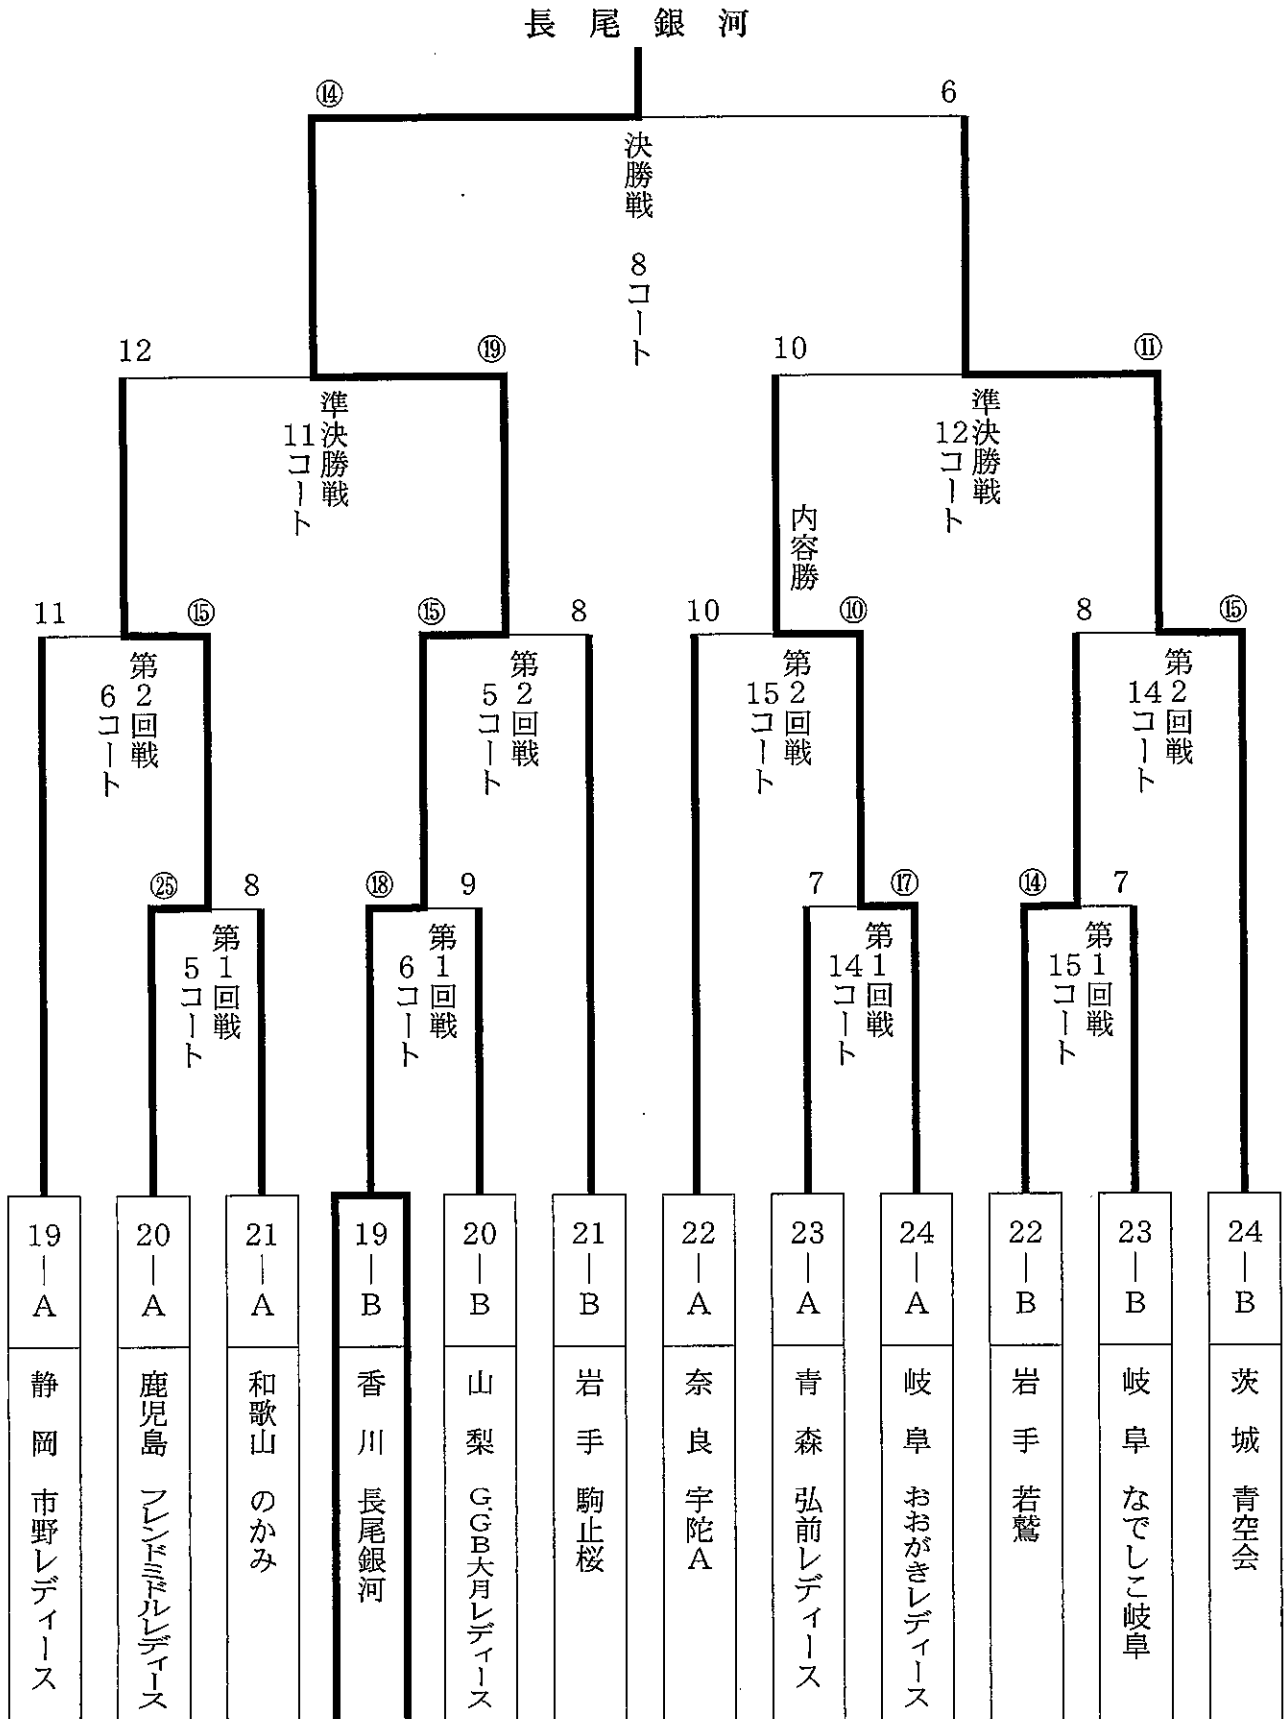 長尾銀河
⑭
6
決勝戦 8コート
12
⑲
10
⑪
準決勝戦
11コート
準決勝戦
12コート
内容勝
11
⑮
⑮
8
10
⑩
8
⑮
第2回戦
6コート
第2回戦
5コート
第2回戦
15コート
第2回戦
14コート
㉕
8
⑱
9
7
⑰
⑭
7
第1回戦
5コート
第1回戦
6コート
第1回戦
14コート
第1回戦
15コート
19―A 静岡 市野レディース
20―A 鹿児島 フレンドミドルレディース
21―A 和歌山 のかみ
19―B 香川 長尾銀河
20―B 山梨 G.GB大月レディース
21―B 岩手 駒止桜
22―A 奈良 宇陀A
23―A 青森 弘前レディース
24―A 岐阜 おおがきレディース
22―B 岩手 若鷲
23―B 岐阜 なでしこ岐阜
24―B 茨城 青空会